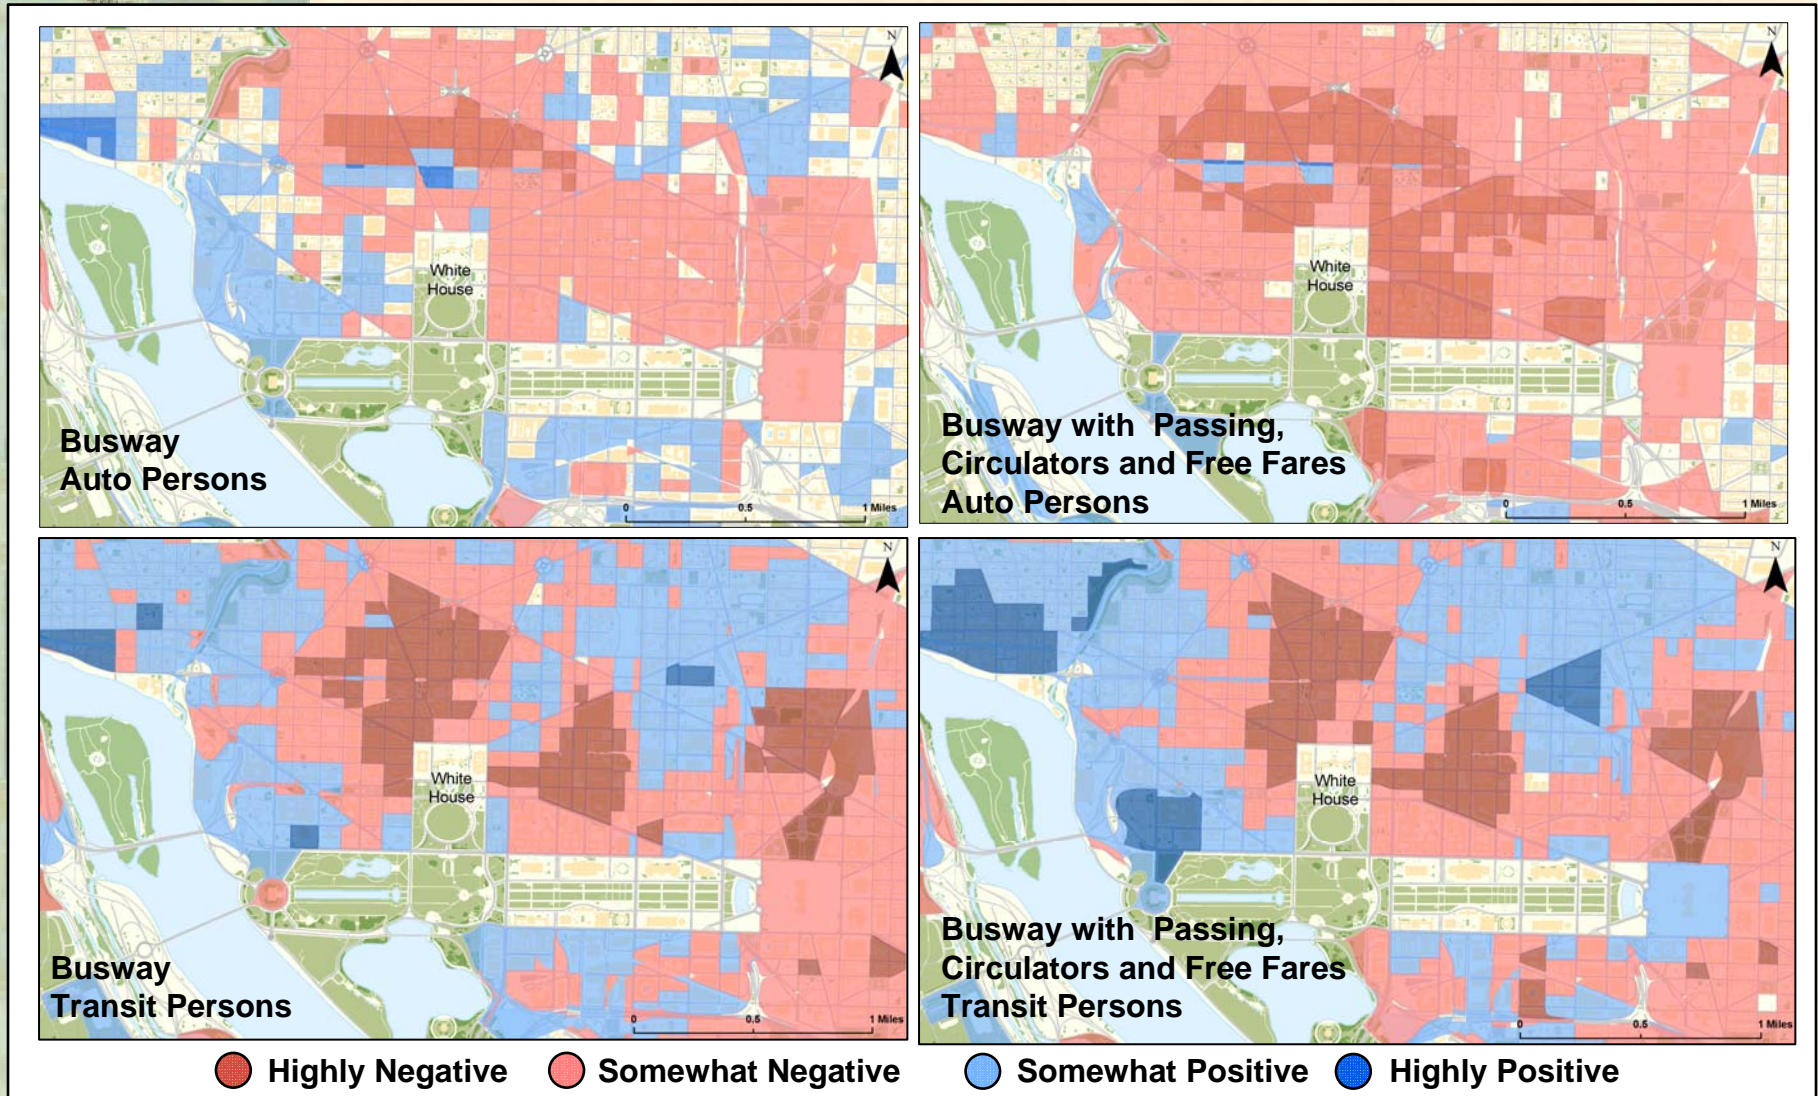 N
White
House
Busway
Auto Persons
0 0.5 1 Miles
N
White
House
Busway with Passing,
Circulators and Free Fares
Auto Persons
0 0.5 1 Miles
N
White
House
Busway
Transit Persons
0 0.5 1 Miles
N
White
House
Busway with Passing,
Circulators and Free Fares
Transit Persons
0 0.5 1 Miles
Highly Negative Somewhat Negative Somewhat Positive Highly Positive